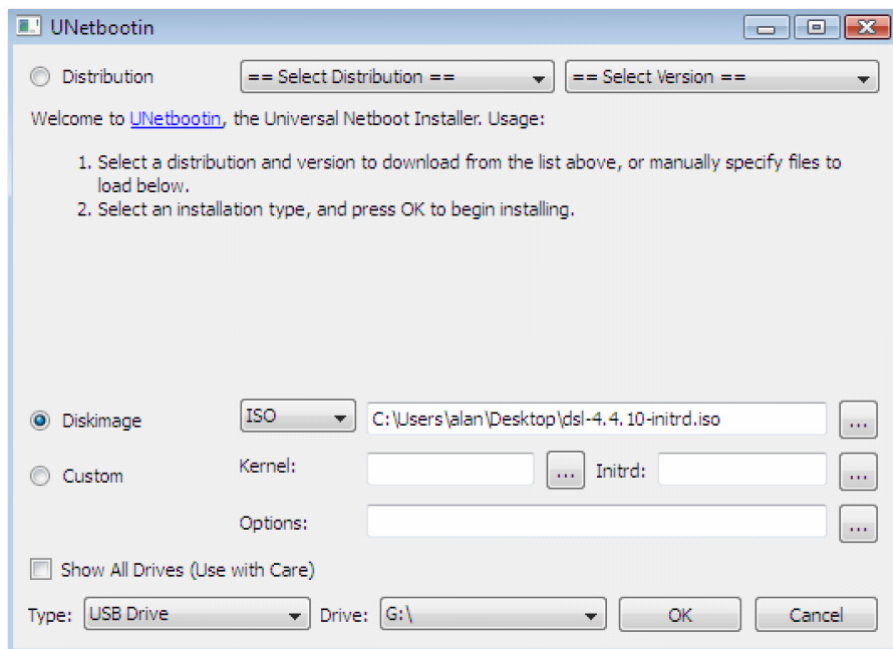 UNetbootin
Distribution == Select Distribution == == Select Version ==
Welcome to UNetbootin, the Universal Netboot Installer. Usage:
1. Select a distribution and version to download from the list above, or manually specify files to
load below.
2. Select an installation type, and press OK to begin installing.
Diskimage ISO C:\Users\alan\Desktop\dsl-4.4.10-initrd.iso ...
Custom Kernel: ... Initrd: ...
Options: ...
Show All Drives (Use with Care)
Type: USB Drive Drive: G:\ OK Cancel